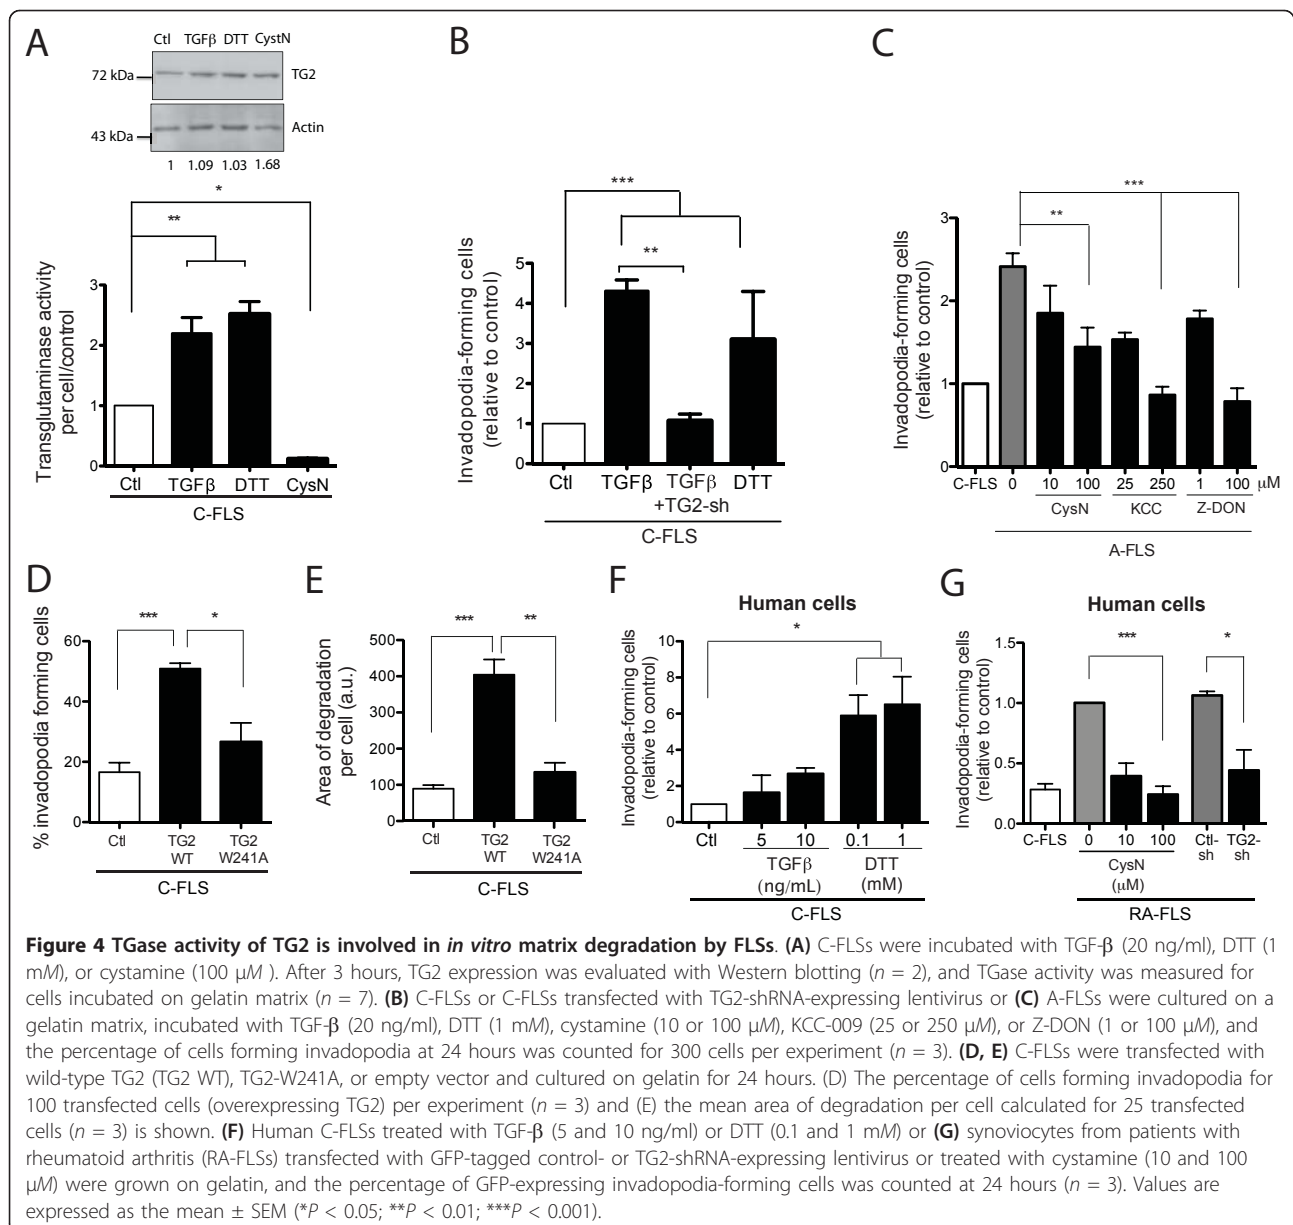 A
Ctl TGFβ DTT CystN
72 kDa
TG2
43 kDa
Actin
1 1.09 1.03 1.68
*
**
Transglutaminase activity
per cell/control
3
2
1
0
Ctl TGFβ DTT CysN
C-FLS
B
***
**
Invadopodia-forming cells
(relative to control)
5
4
3
2
1
0
Ctl TGFβ TGFβ DTT
+TG2-sh
C-FLS
C
***
**
Invadopodia-forming cells
(relative to control)
3
2
1
0
C-FLS 0 10 100 25 250 1 100 µM
CysN KCC Z-DON
A-FLS
D
*** *
% invadopodia forming cells
60
40
20
0
Ctl TG2 TG2
WT W241A
C-FLS
E
*** **
Area of degradation
per cell (a.u.)
500
400
300
200
100
0
Ctl TG2 TG2
WT W241A
C-FLS
F
Human cells
*
Invadopodia-forming cells
(relative to control)
10
8
6
4
2
0
Ctl 5 10 0.1 1
TGFβ DTT
(ng/mL) (mM)
C-FLS
G
Human cells
*** *
Invadopodia-forming cells
(relative to control)
1.5
1.0
0.5
0.0
C-FLS 0 10 100 Ctl- TG2-
sh sh
CysN
(µM)
RA-FLS
Figure 4 TGase activity of TG2 is involved in in vitro matrix degradation by FLSs. (A) C-FLSs were incubated with TGF-β (20 ng/ml), DTT (1
mM), or cystamine (100 µM ). After 3 hours, TG2 expression was evaluated with Western blotting (n = 2), and TGase activity was measured for
cells incubated on gelatin matrix (n = 7). (B) C-FLSs or C-FLSs transfected with TG2-shRNA-expressing lentivirus or (C) A-FLSs were cultured on a
gelatin matrix, incubated with TGF-β (20 ng/ml), DTT (1 mM), cystamine (10 or 100 µM), KCC-009 (25 or 250 µM), or Z-DON (1 or 100 µM), and
the percentage of cells forming invadopodia at 24 hours was counted for 300 cells per experiment (n = 3). (D, E) C-FLSs were transfected with
wild-type TG2 (TG2 WT), TG2-W241A, or empty vector and cultured on gelatin for 24 hours. (D) The percentage of cells forming invadopodia for
100 transfected cells (overexpressing TG2) per experiment (n = 3) and (E) the mean area of degradation per cell calculated for 25 transfected
cells (n = 3) is shown. (F) Human C-FLSs treated with TGF-β (5 and 10 ng/ml) or DTT (0.1 and 1 mM) or (G) synoviocytes from patients with
rheumatoid arthritis (RA-FLSs) transfected with GFP-tagged control- or TG2-shRNA-expressing lentivirus or treated with cystamine (10 and 100
µM) were grown on gelatin, and the percentage of GFP-expressing invadopodia-forming cells was counted at 24 hours (n = 3). Values are
expressed as the mean ± SEM (*P < 0.05; **P < 0.01; ***P < 0.001).